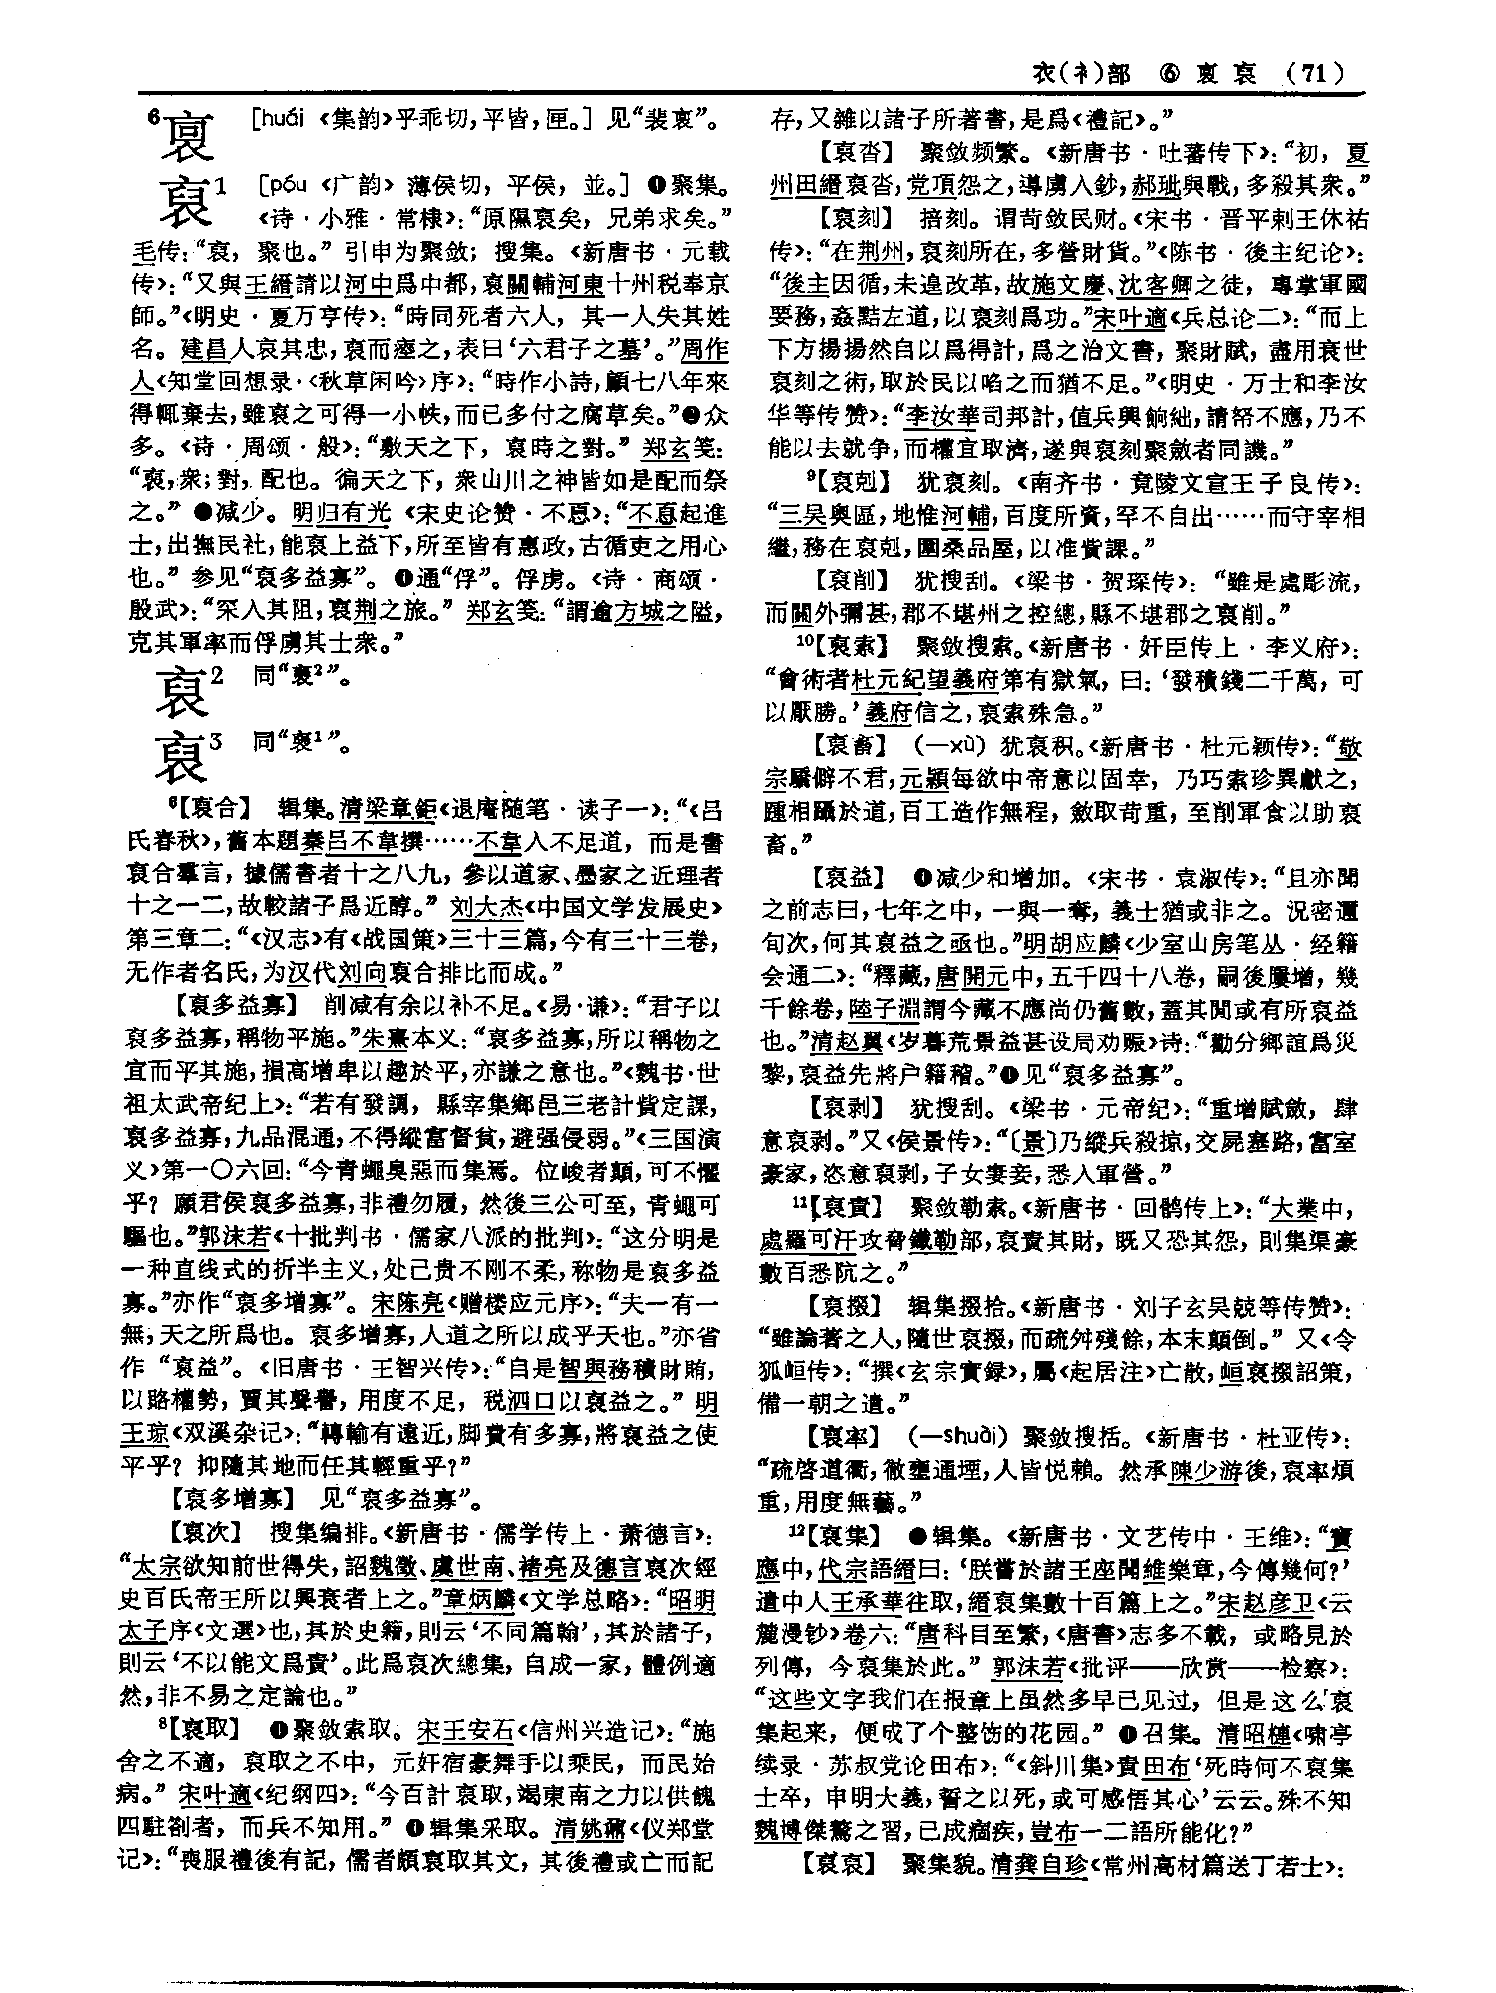 衣(衤)部 ⑥ 裛 裒 (71)
6 [huái 《集韵》乎乖切,平皆,匣。] 见“裴褢”。
裒1 [póu 《广韵》薄侯切,平侯,並。] ❶聚集。
《诗·小雅·常棣》:“原隰裒矣,兄弟求矣。”
毛传:“裒,聚也。”引申为聚敛;搜集。《新唐书·元载
传》:“又與王縉請以河中爲中都,裒關輔河東十州税奉京
師。”《明史·夏万亨传》:“時同死者六人,其一人失其姓
名。建昌人哀其忠,裒而瘞之,表曰‘六君子之墓’。”周作
人《知堂回想录·〈秋草闲吟〉序》:“時作小詩,顧七八年來
得輒棄去,雖裒之可得一小帙,而已多付之腐草矣。”❷众
多。《诗·周颂·般》:“敷天之下,裒時之對。”郑玄笺:
“裒,衆;對,配也。徧天之下,衆山川之神皆如是配而祭
之。”❸减少。明归有光《宋史论赞·不惪》:“不惪起進
士,出撫民社,能裒上益下,所至皆有惠政,古循吏之用心
也。”参见“裒多益寡”。❹通“俘”。俘虏。《诗·商颂·
殷武》:“罙入其阻,裒荆之旅。”郑玄笺:“謂逾方城之隘,
克其軍率而俘虜其士衆。”
裒2 同“褒2”。
裒3 同“褒1”。
6【裒合】 辑集。清梁章鉅《退庵随笔·读子一》:“《吕
氏春秋》,舊本題秦吕不韋撰……不韋人不足道,而是書
裒合羣言,據儒書者十之八九,參以道家、墨家之近理者
十之一二,故較諸子爲近醇。”刘大杰《中国文学发展史》
第三章二:“《汉志》有《战国策》三十三篇,今有三十三卷,
无作者名氏,为汉代刘向裒合排比而成。”
【裒多益寡】 削减有余以补不足。《易·谦》:“君子以
裒多益寡,稱物平施。”朱熹本义:“裒多益寡,所以稱物之
宜而平其施,損高增卑以趣於平,亦謙之意也。”《魏书·世
祖太武帝纪上》:“若有發調,縣宰集鄉邑三老計貲定課,
裒多益寡,九品混通,不得縱富督貧,避强侵弱。”《三国演
义》第一〇六回:“今青蠅臭惡而集焉。位峻者顛,可不懼
乎?願君侯裒多益寡,非禮勿履,然後三公可至,青蠅可
驅也。”郭沫若《十批判书·儒家八派的批判》:“这分明是
一种直线式的折半主义,处己贵不刚不柔,称物是裒多益
寡。”亦作“裒多增寡”。宋陈亮《赠楼应元序》:“夫一有一
無,天之所爲也。裒多增寡,人道之所以成乎天也。”亦省
作“裒益”。《旧唐书·王智兴传》:“自是智興務積財賄,
以賂權勢,賈其聲譽,用度不足,税泗口以裒益之。”明
王琼《双溪杂记》:“轉輸有遠近,脚費有多寡,將裒益之使
平乎?抑隨其地而任其輕重乎?”
【裒多增寡】 见“裒多益寡”。
【裒次】 搜集编排。《新唐书·儒学传上·萧德言》:
“太宗欲知前世得失,詔魏徵、虞世南、褚亮及德言裒次經
史百氏帝王所以興衰者上之。”章炳麟《文学总略》:“昭明
太子序《文選》也,其於史籍,則云‘不同篇翰’,其於諸子,
則云‘不以能文爲貴’。此爲裒次總集,自成一家,體例適
然,非不易之定論也。”
8【裒取】 ❶聚敛索取。宋王安石《信州兴造记》:“施
舍之不適,裒取之不中,元奸宿豪舞手以乘民,而民始
病。”宋叶適《纪纲四》:“今百計裒取,竭東南之力以供餽
四駐劄者,而兵不知用。”❷辑集采取。清姚鼐《仪郑堂
记》:“喪服禮後有記,儒者頗裒取其文,其後禮或亡而記
存,又雜以諸子所著書,是爲《禮記》。”
【裒沓】 聚敛频繁。《新唐书·吐蕃传下》:“初,夏
州田縉裒沓,党項怨之,導虜入鈔,郝玼與戰,多殺其衆。”
【裒刻】 掊刻。谓苛敛民财。《宋书·晋平剌王休祐
传》:“在荆州,裒刻所在,多營財貨。”《陈书·後主纪论》:
“後主因循,未遑改革,故施文慶、沈客卿之徒,專掌軍國
要務,姦黠左道,以裒刻爲功。”宋叶適《兵总论二》:“而上
下方揚揚然自以爲得計,爲之治文書,聚財賦,盡用衰世
裒刻之術,取於民以啗之而猶不足。”《明史·万士和李汝
华等传赞》:“李汝華司邦計,值兵興餉絀,請帑不應,乃不
能以去就争,而權宜取濟,遂與裒刻聚斂者同譏。”
9【裒剋】 犹裒刻。《南齐书·竟陵文宣王子良传》:
“三吴奥區,地惟河輔,百度所資,罕不自出……而守宰相
繼,務在裒剋,圍桑品屋,以准貲課。”
【裒削】 犹搜刮。《梁书·贺琛传》:“雖是處彫流,
而關外彌甚,郡不堪州之控總,縣不堪郡之裒削。”
10【裒索】 聚敛搜索。《新唐书·奸臣传上·李义府》:
“會術者杜元紀望義府第有獄氣,曰:‘發積錢二千萬,可
以厭勝。’義府信之,裒索殊急。”
【裒畜】 (—xù) 犹裒积。《新唐书·杜元颖传》:“敬
宗驕僻不君,元穎每欲中帝意以固幸,乃巧索珍異獻之,
踵相躡於道,百工造作無程,斂取苛重,至削軍食以助裒
畜。”
【裒益】 ❶减少和增加。《宋书·袁淑传》:“且亦聞
之前志曰,七年之中,一與一奪,義士猶或非之。況密邇
旬次,何其裒益之亟也。”明胡应麟《少室山房笔丛·经籍
会通二》:“釋藏,唐開元中,五千四十八卷,嗣後屢增,幾
千餘卷,陸子淵謂今藏不應尚仍舊數,蓋其聞或有所裒益
也。”清赵翼《岁暮荒景益甚设局劝赈》诗:“勸分鄉誼爲災
黎,裒益先將户籍稽。”❷见“裒多益寡”。
【裒剥】 犹搜刮。《梁书·元帝纪》:“重增賦斂,肆
意裒剥。”又《侯景传》:“〔景〕乃縱兵殺掠,交屍塞路,富室
豪家,恣意裒剥,子女妻妾,悉入軍營。”
11【裒責】 聚敛勒索。《新唐书·回鹘传上》:“大業中,
處羅可汗攻脅鐵勒部,裒責其財,既又恐其怨,則集渠豪
數百悉阬之。”
【裒掇】 辑集掇拾。《新唐书·刘子玄吴兢等传赞》:
“雖論著之人,隨世裒掇,而疏舛殘餘,本末顛倒。”又《令
狐峘传》:“撰《玄宗實録》,屬《起居注》亡散,峘裒掇詔策,
備一朝之遺。”
【裒率】 (—shuài) 聚敛搜括。《新唐书·杜亚传》:
“疏啓道衢,徹壅通堙,人皆悦賴。然承陳少游後,裒率煩
重,用度無藝。”
12【裒集】 ❶辑集。《新唐书·文艺传中·王维》:“寶
應中,代宗語縉曰:‘朕嘗於諸王座聞維樂章,今傳幾何?’
遣中人王承華往取,縉裒集數十百篇上之。”宋赵彦卫《云
麓漫钞》卷六:“唐科目至繁,《唐書》志多不載,或略見於
列傳,今裒集於此。”郭沫若《批评——欣赏——检察》:
“这些文字我们在报章上虽然多早已见过,但是这么裒
集起来,便成了个整饬的花园。”❷召集。清昭槤《啸亭
续录·苏叔党论田布》:“《斜川集》責田布‘死時何不裒集
士卒,申明大義,誓之以死,或可感悟其心’云云。殊不知
魏博傑驁之習,已成痼疾,豈布一二語所能化?”
【裒裒】 聚集貌。清龚自珍《常州高材篇送丁若士》: